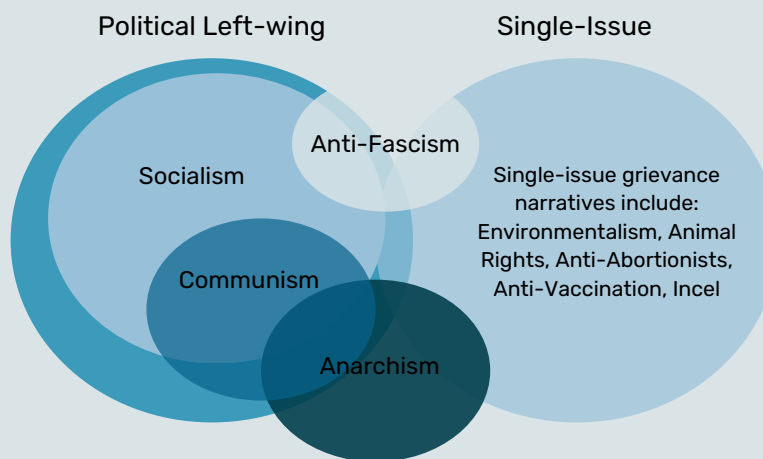 Political Left-wing
Single-Issue
Anti-Fascism
Socialism
Single-issue grievance
narratives include:
Environmentalism, Animal
Rights, Anti-Abortionists,
Anti-Vaccination, Incel
Communism
Anarchism